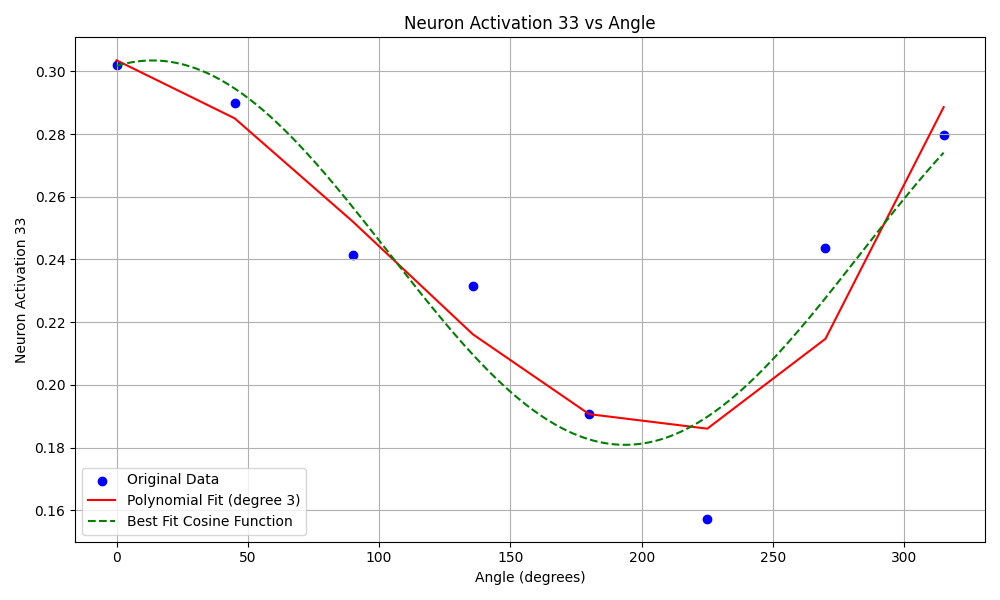 Neuron Activation 33 vs Angle
0.30
0.28
0.26
0.24
0.22
0.20
0.18
0.16
Neuron Activation 33
Original Data
Polynomial Fit (degree 3)
Best Fit Cosine Function
0 50 100 150 200 250 300
Angle (degrees)